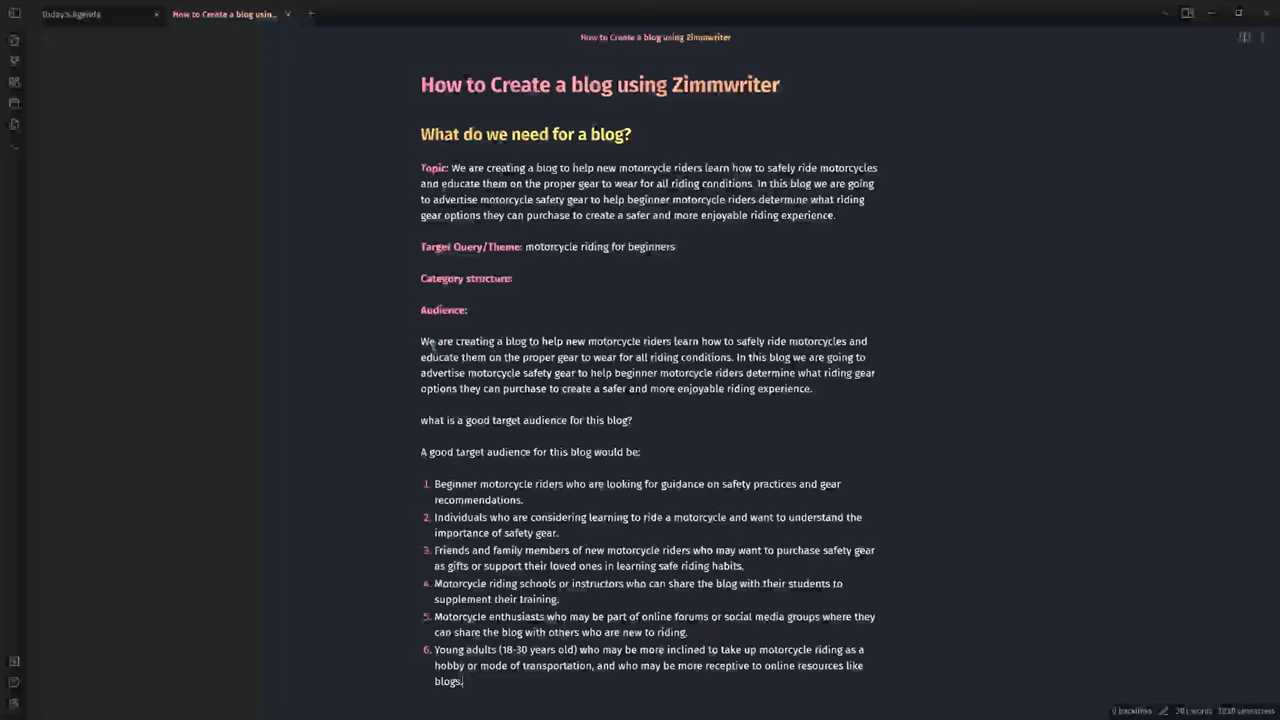 Today's Agenda
How to Create a blog using Zimmwriter
How to Create a blog usin...
How to Create a blog using Zimmwriter
What do we need for a blog?
Topic: We are creating a blog to help new motorcycle riders learn how to safely ride motorcycles
and educate them on the proper gear to wear for all riding conditions. In this blog we are going
to advertise motorcycle safety gear to help beginner motorcycle riders determine what riding
gear options they can purchase to create a safer and more enjoyable riding experience.
Target Query/Theme: motorcycle riding for beginners
Category structure:
Audience:
We are creating a blog to help new motorcycle riders learn how to safely ride motorcycles and
educate them on the proper gear to wear for all riding conditions. In this blog we are going to
advertise motorcycle safety gear to help beginner motorcycle riders determine what riding gear
options they can purchase to create a safer and more enjoyable riding experience.
what is a good target audience for this blog?
A good target audience for this blog would be:
1. Beginner motorcycle riders who are looking for guidance on safety practices and gear
recommendations.
2. Individuals who are considering learning to ride a motorcycle and want to understand the
importance of safety gear.
3. Friends and family members of new motorcycle riders who may want to purchase safety gear
as gifts or support their loved ones in learning safe riding habits.
4. Motorcycle riding schools or instructors who can share the blog with their students to
supplement their training.
5. Motorcycle enthusiasts who may be part of online forums or social media groups where they
can share the blog with others who are new to riding.
6. Young adults (18-30 years old) who may be more inclined to take up motorcycle riding as a
hobby or mode of transportation, and who may be more receptive to online resources like
blogs.
0 backlinks words characters